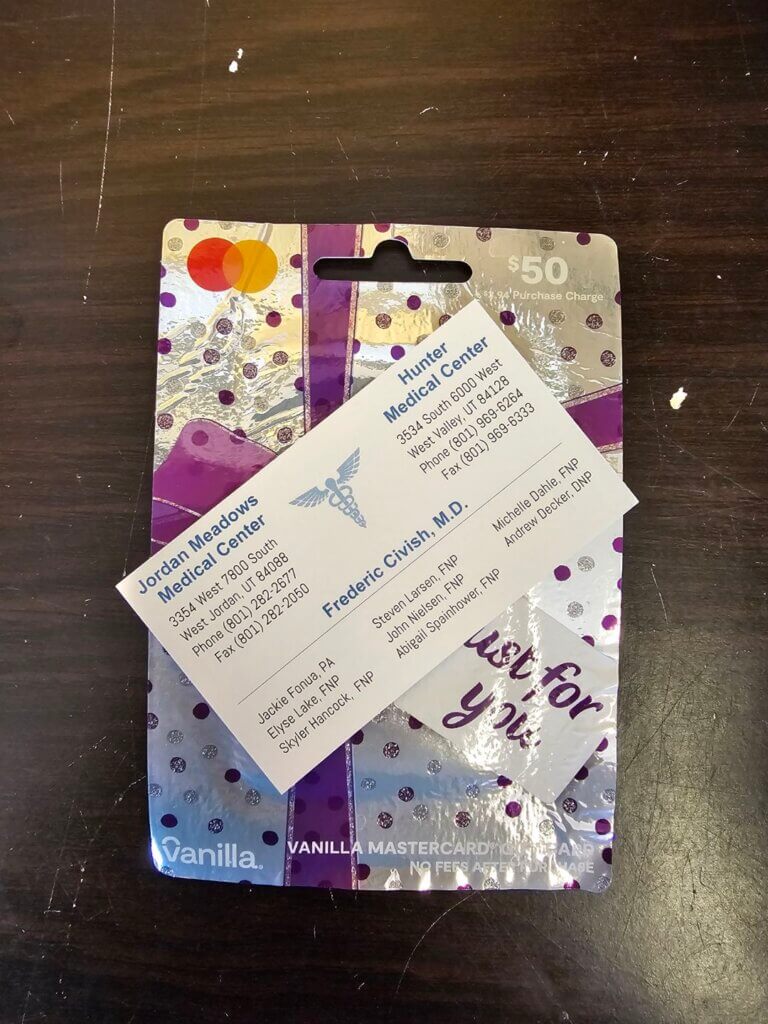 $50
Purchase Charge
Hunter
Medical Center
3534 South 6000 West
West Valley, UT 84128
Phone (801) 969-6264
Fax (801) 969-6333
Jordan Meadows
Medical Center
3354 West 7800 South
West Jordan, UT 84088
Phone (801) 282-2677
Fax (801) 282-2050
Frederic Civish, M.D.
Jackie Fonua, PA
Elyse Lake, FNP
Skyler Hancock, FNP
Steven Larsen, FNP
John Nielsen, FNP
Abigail Spainhower, FNP
Michelle Dahle, FNP
Andrew Decker, DNP
ust for
you
Vanilla
VANILLA MASTERCARD®
NO FEES AFTER PURCHASE